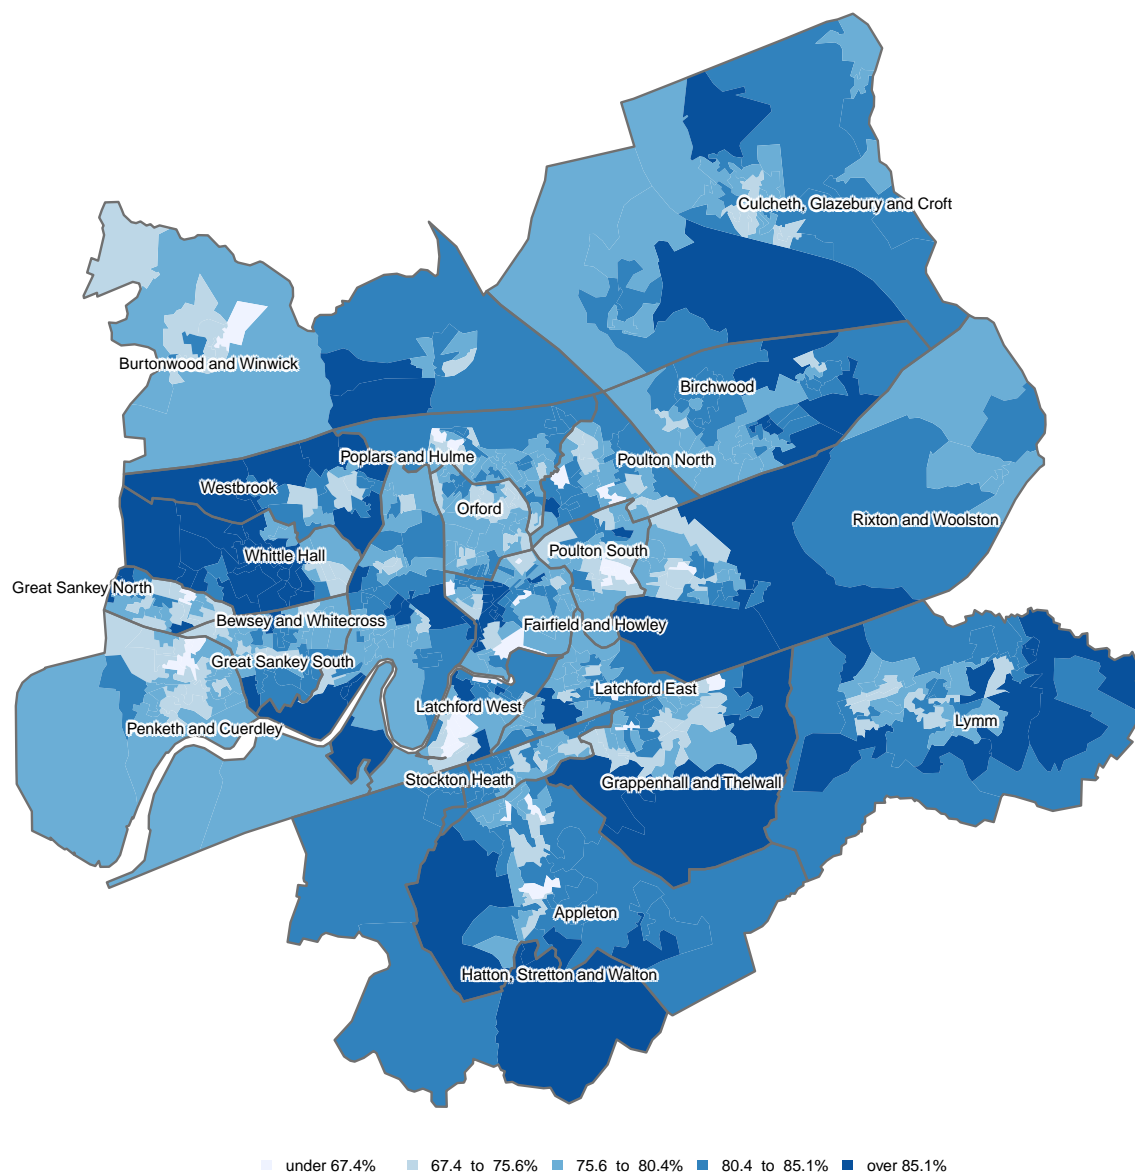 Culcheth, Glazebury and Croft
Burtonwood and Winwick
Birchwood
Poplars and Hulme
Poulton North
Westbrook
Orford
Rixton and Woolston
Poulton South
Whittle Hall
Great Sankey North
Bewsey and Whitecross
Fairfield and Howley
Great Sankey South
Latchford East
Latchford West
Lymm
Penketh and Cuerdley
Stockton Heath
Grappenhall and Thelwall
Appleton
Hatton, Stretton and Walton
under 67.4% 67.4 to 75.6% 75.6 to 80.4% 80.4 to 85.1% over 85.1%